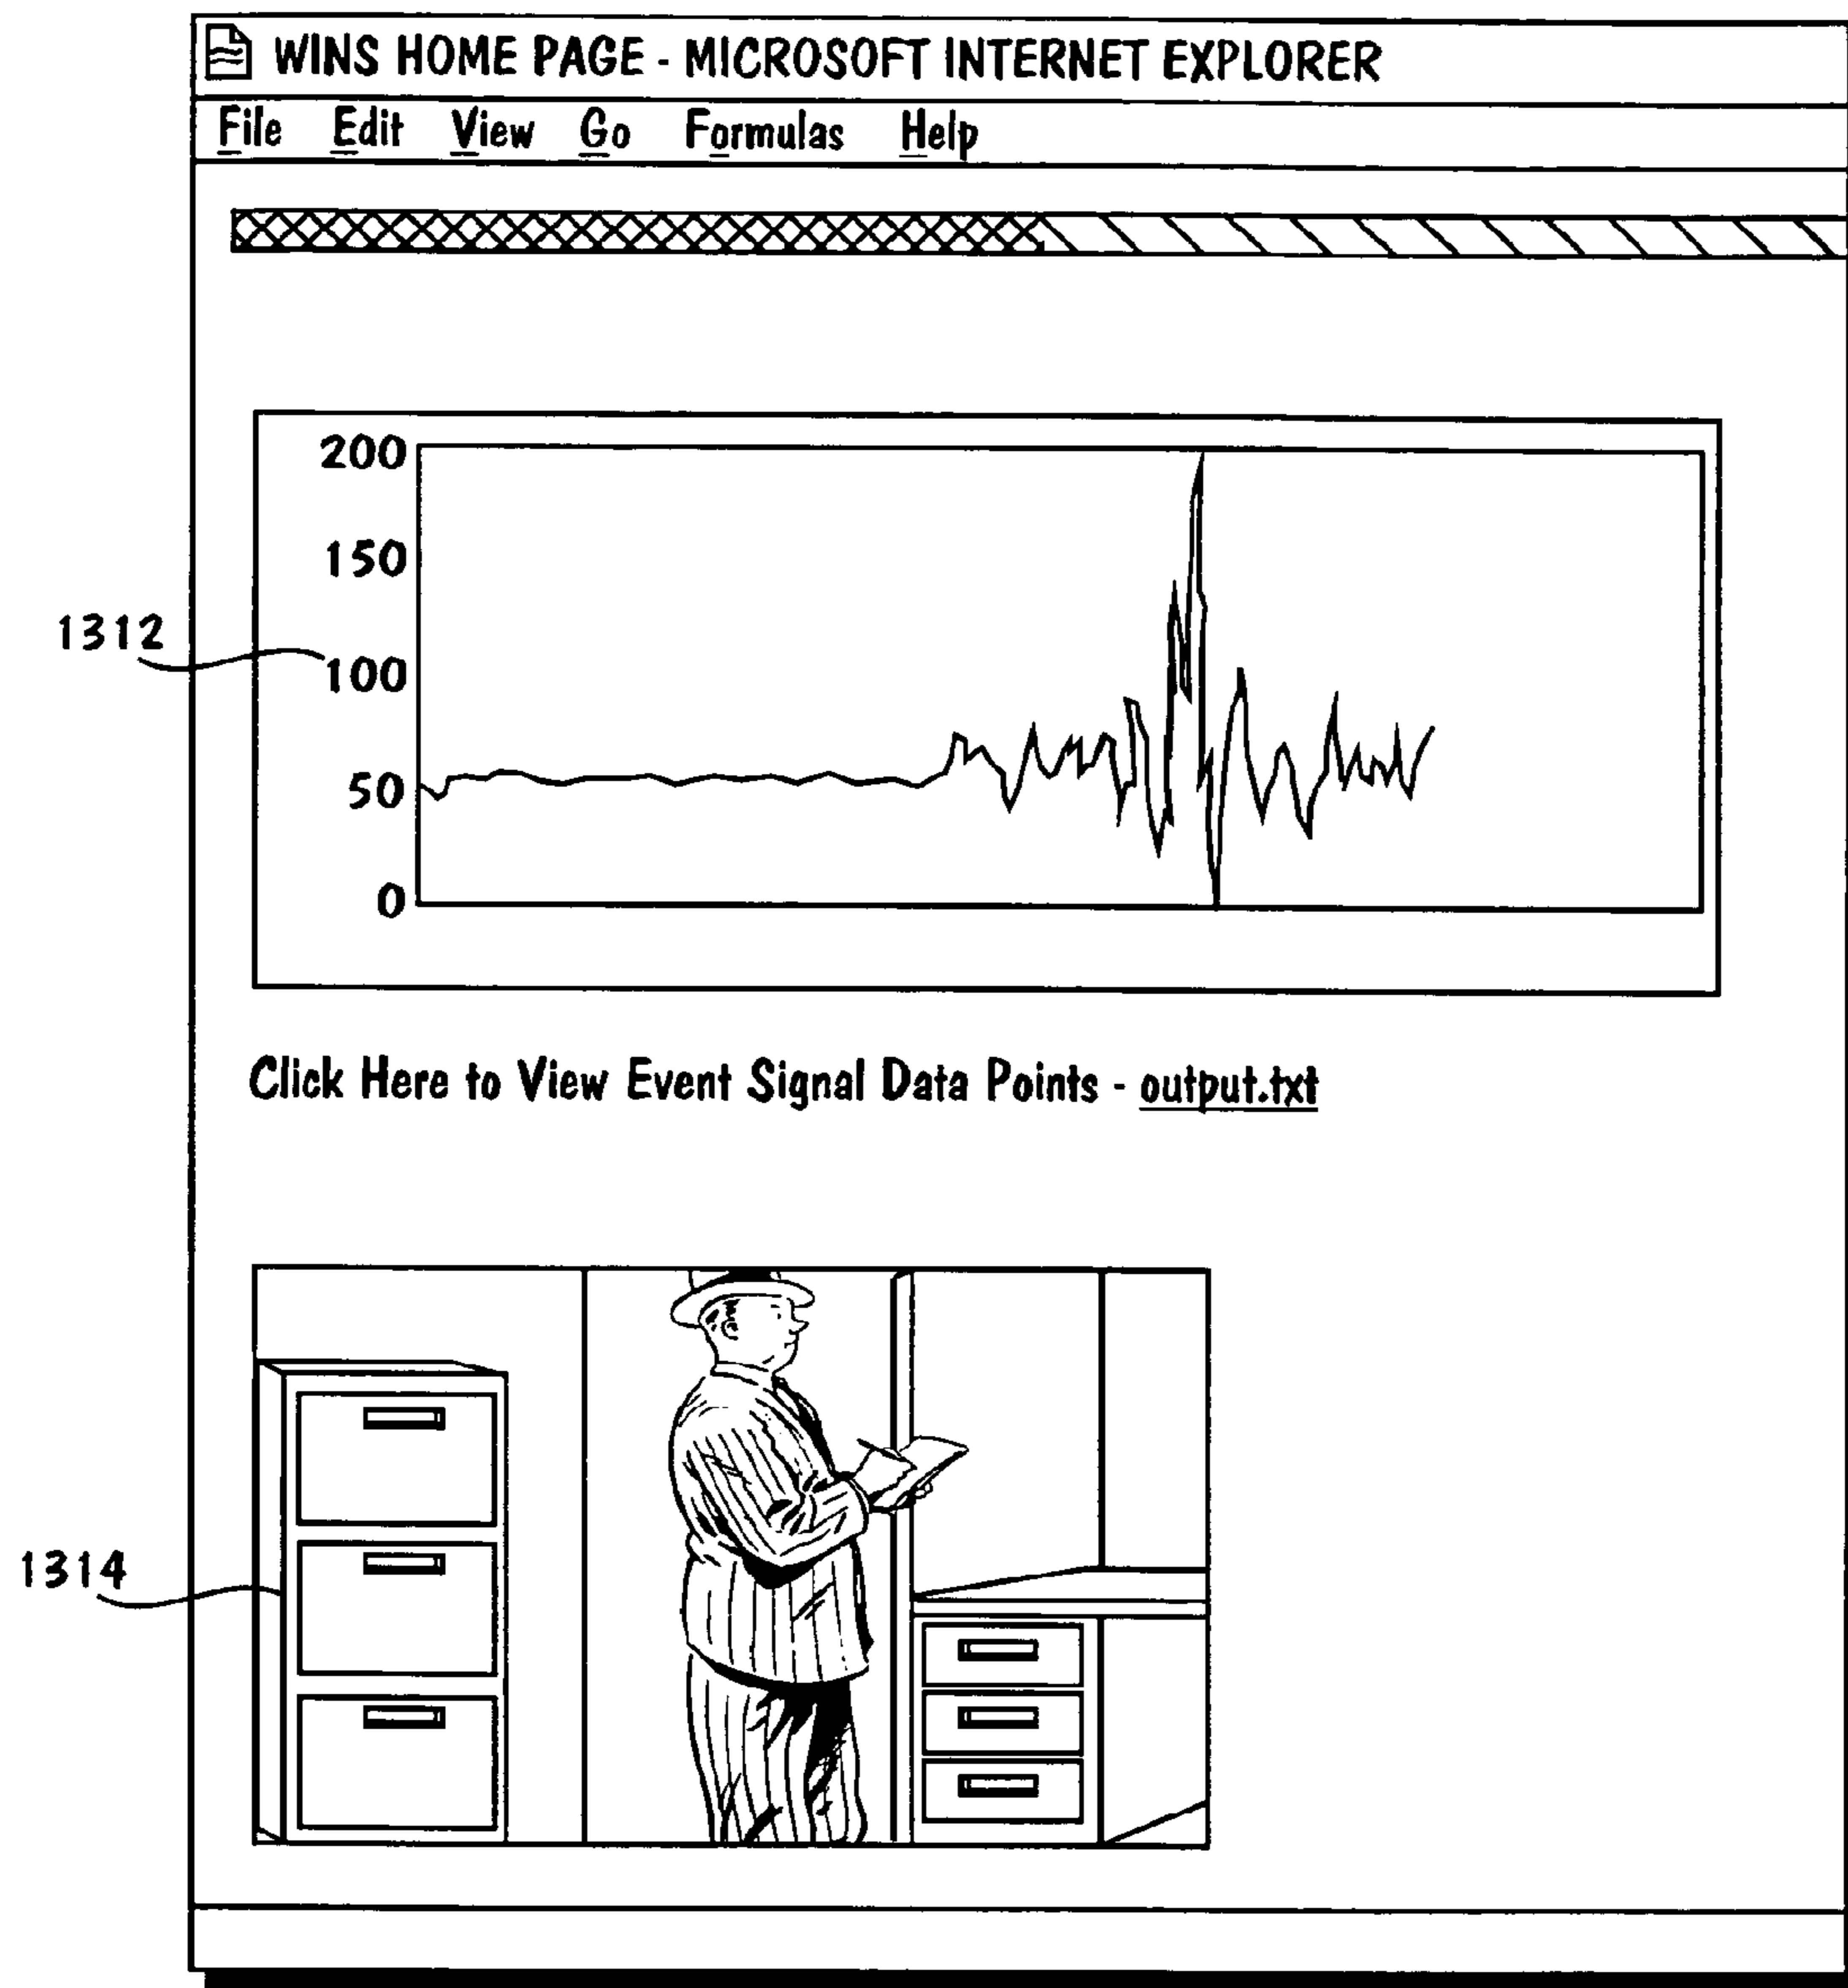 WINS HOME PAGE - MICROSOFT INTERNET EXPLORER
File Edit View Go Formulas Help
200
150
1312
100
50
0
Click Here to View Event Signal Data Points - output.txt
1314